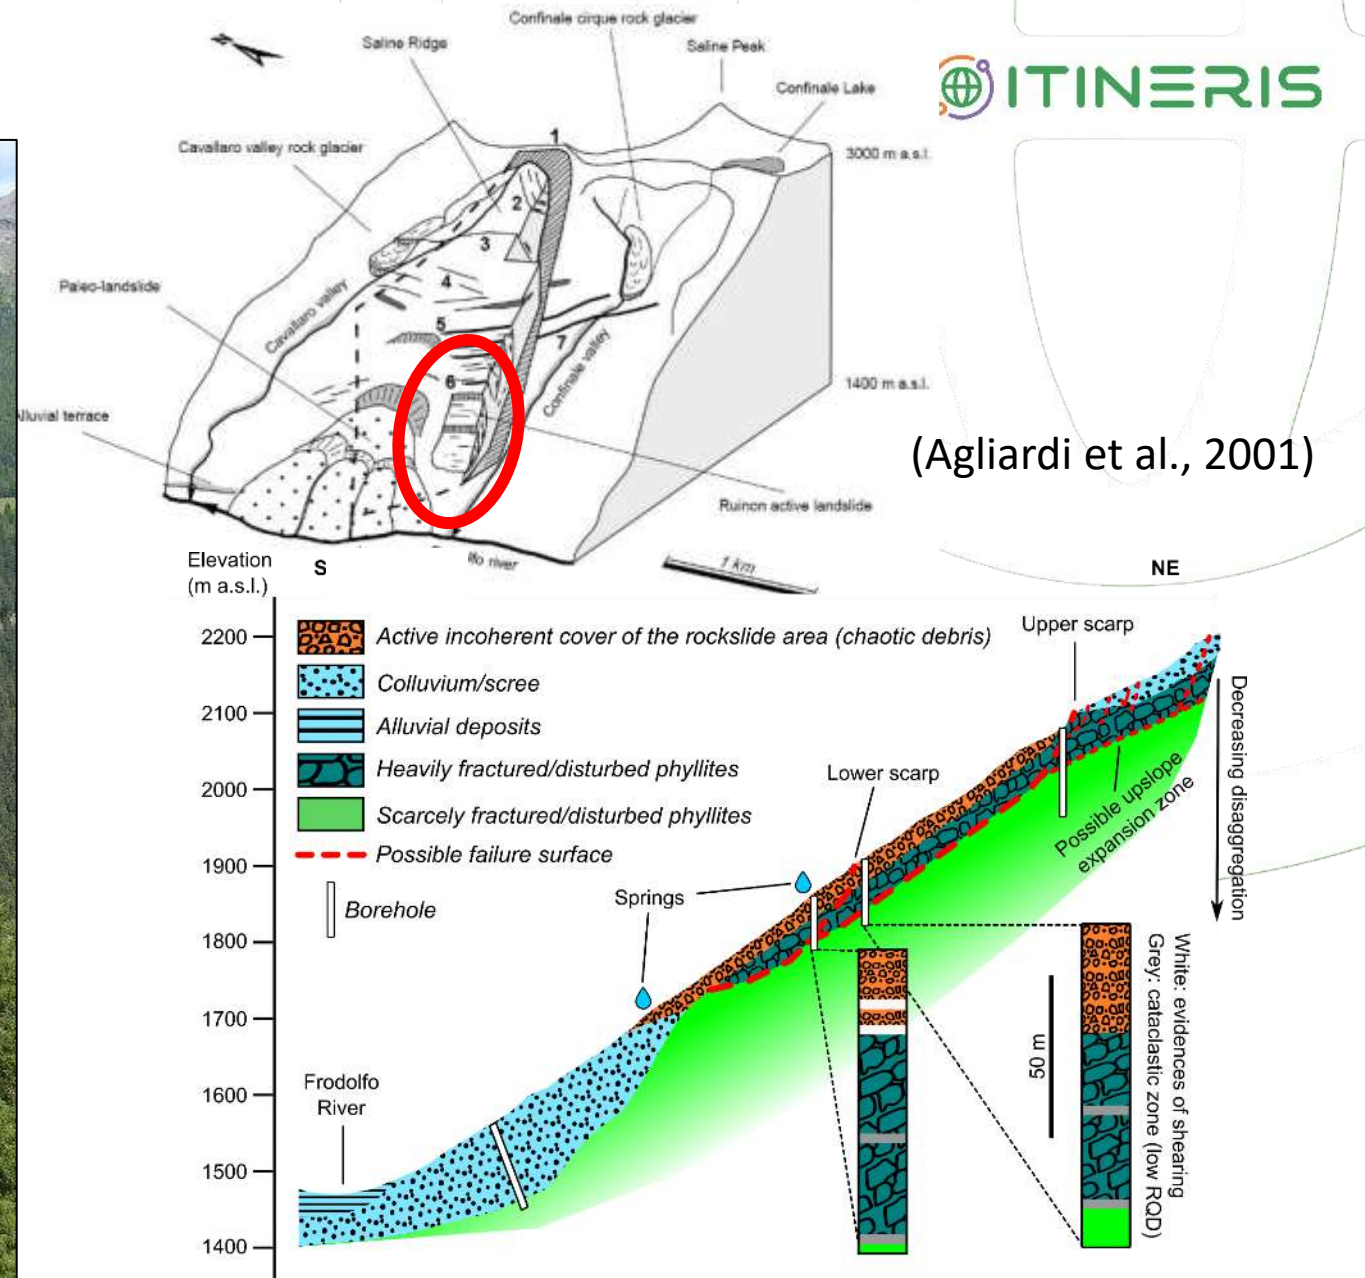 Confinale cirque rock glacier
Saline Ridge
Saline Peak
Confinale Lake
ITINERIS
Cavallaro valley rock glacier
1
3000 m a.s.l.
2
3
4
Paleo-landslide
Cavallaro valley
5
7
Confinale valley
6
1400 m a.s.l.
lluvial terrace
(Agliardi et al., 2001)
Ruinon active landslide
lfo river
1 km
Elevation
(m a.s.l.)
S
NE
2200
2100
2000
1900
1800
1700
1600
1500
1400
Active incoherent cover of the rockslide area (chaotic debris)
Colluvium/scree
Alluvial deposits
Heavily fractured/disturbed phyllites
Scarcely fractured/disturbed phyllites
Possible failure surface
Borehole
Upper scarp
Lower scarp
Springs
Possible upslope
expansion zone
Decreasing disaggregation
Frodolfo
River
50 m
White: evidences of shearing
Grey: cataclastic zone (low RQD)